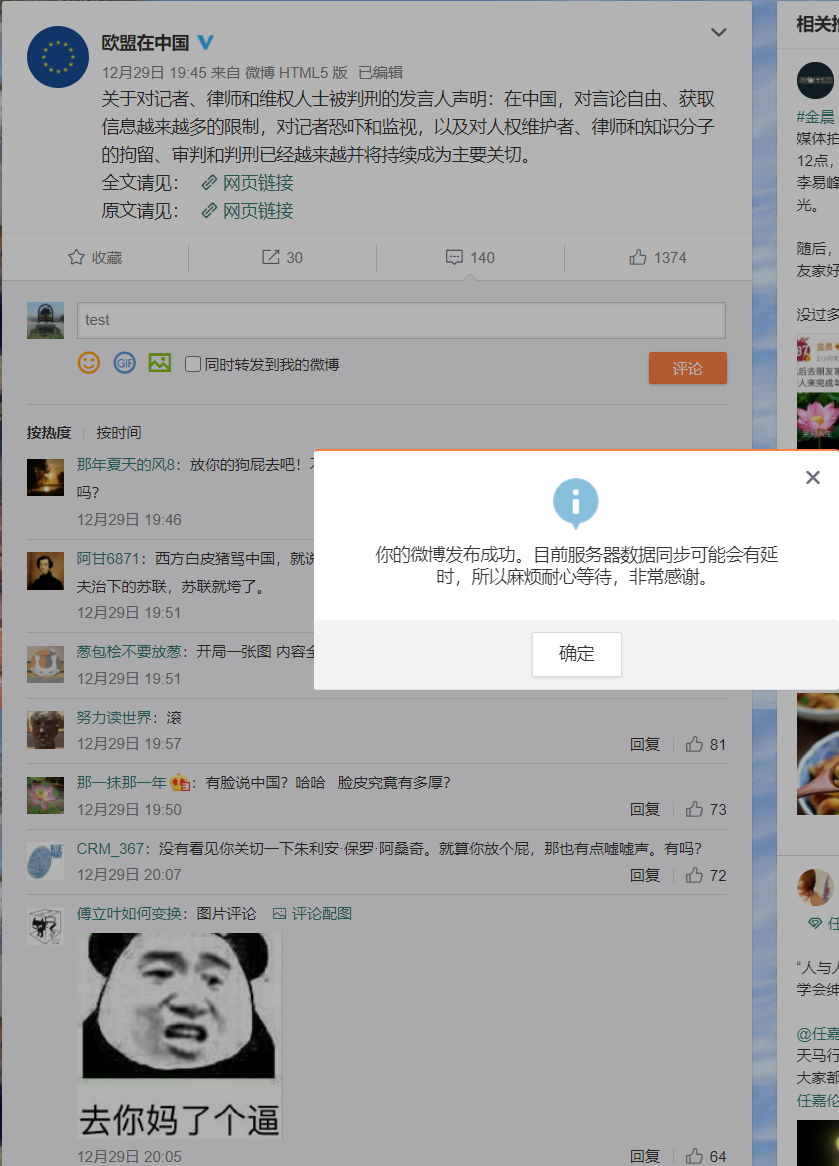 欧盟在中国
12月29日 19:45 来自 微博 HTML5 版 已编辑
关于对记者、律师和维权人士被判刑的发言人声明：在中国，对言论自由、获取
信息越来越多的限制，对记者恐吓和监视，以及对人权维护者、律师和知识分子
的拘留、审判和判刑已经越来越并将持续成为主要关切。
全文请见： 网页链接
原文请见： 网页链接
收藏 30 140 1374
test
GIF 同时转发到我的微博 评论
按热度 按时间
那年夏天的风8：放你的狗屁去吧！
吗？
12月29日 19:46
阿甘6871：西方白皮猪骂中国，就说
夫治下的苏联，苏联就垮了。
12月29日 19:51
葱包桧不要放葱：开局一张图 内容全
12月29日 19:51
你的微博发布成功。目前服务器数据同步可能会有延
时，所以麻烦耐心等待，非常感谢。
确定
努力读世界：滚
12月29日 19:57 回复 81
那一抹那一年：有脸说中国？哈哈 脸皮究竟有多厚？
12月29日 19:50 回复 73
CRM_367：没有看见你关切一下朱利安·保罗·阿桑奇。就算你放个屁，那也有点嘘嘘声。有吗？
12月29日 20:07 回复 72
傅立叶如何变换：图片评论 评论配图
去你妈了个逼
12月29日 20:05 回复 64
相关推
#金晨
媒体拍
12点，
李易峰
光。
随后，
友家好
没过多
金晨
后去朋友家
人来完成年
任
“人与人
学会绅
@任嘉
天马行
大家都
任嘉伦